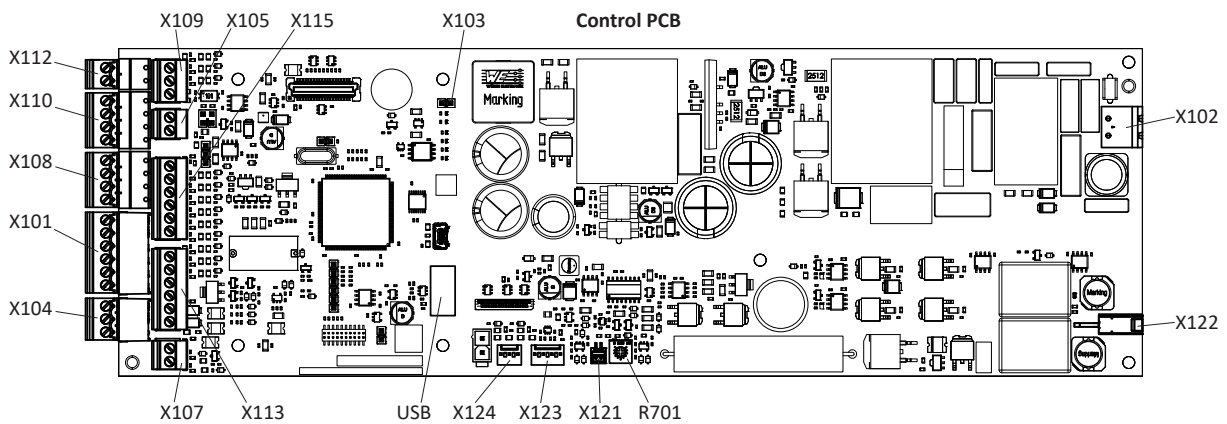 Control PCB
X109
X105
X115
X103
X112
X110
X108
X101
X104
X102
X122
Marking
2512
2512
Marking
Marking
X107
X113
USB
X124
X123
X121
R701